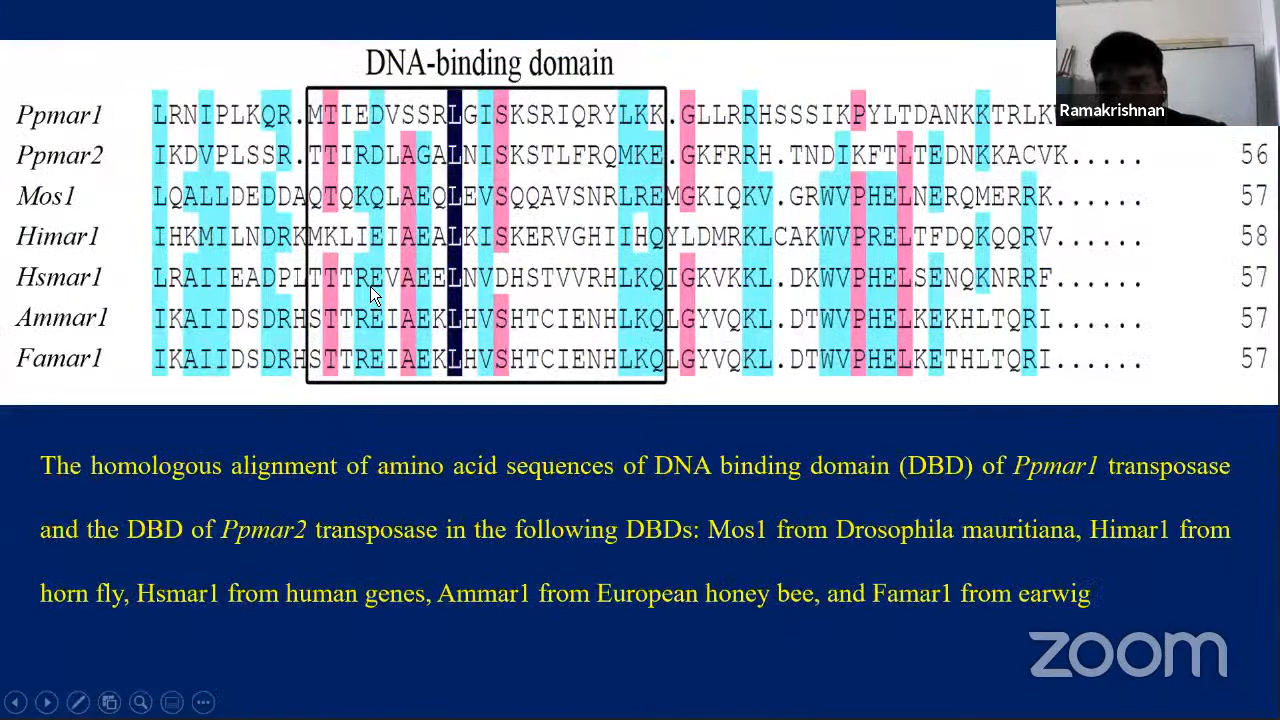 DNA-binding domain
Ramakrishnan
Ppmar1 LRNIPLKQR.MTIEDVSSRLGISKSRIQRYLKK.GLLRRHSSSIKPYLTDANKKTRLK
Ppmar2 IKDVPLSSR.TTIRDLAGALNISKSTLFRQMKE.GKFRRH.TNDIKFTLTEDNKKACVK..... 56
Mos1 LQALLDEDDAQTQKQLAEQLEVSQQAVSNRLREMGKIQKV.GRWVPHELNERQMERRK...... 57
Himar1 IHKMILNDRKMKLIEIAEALKISKERVGHIIHQYLDMRKLCAKWVPRELTFDQKQQRV...... 58
Hsmar1 LRAIIEADPLTTTREVAEELNVDHSTVVRHLKQIGKVKKL.DKWVPHELSENQKNRRF...... 57
Ammar1 IKAIIDSDRHSTTREIAEKLHVSHTCIENHLKQLGYVQKL.DTWVPHELKEKHLTQRI...... 57
Famar1 IKAIIDSDRHSTTREIAEKLHVSHTCIENHLKQLGYVQKL.DTWVPHELKETHLTQRI...... 57
The homologous alignment of amino acid sequences of DNA binding domain (DBD) of Ppmar1 transposase
and the DBD of Ppmar2 transposase in the following DBDs: Mos1 from Drosophila mauritiana, Himar1 from
horn fly, Hsmar1 from human genes, Ammar1 from European honey bee, and Famar1 from earwig
zoom